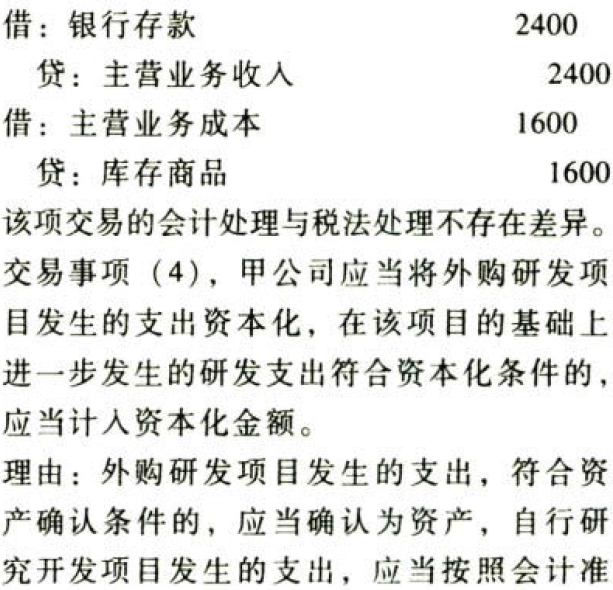 借：银行存款 2400
贷：主营业务收入 2400
借：主营业务成本 1600
贷：库存商品 1600
该项交易的会计处理与税法处理不存在差异。
交易事项（4），甲公司应当将外购研发项
目发生的支出资本化，在该项目的基础上
进一步发生的研发支出符合资本化条件的，
应当计入资本化金额。
理由：外购研发项目发生的支出，符合资
产确认条件的，应当确认为资产，自行研
究开发项目发生的支出，应当按照会计准